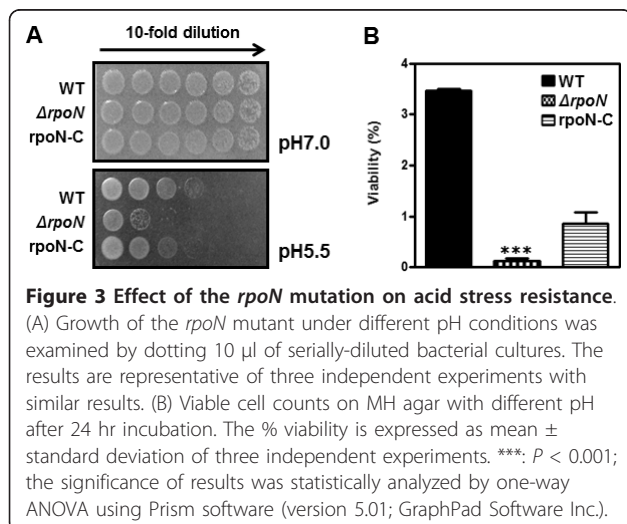 A
10-fold dilution
WT
ΔrpoN
rpoN-C
pH7.0
WT
ΔrpoN
rpoN-C
pH5.5
B
Viability (%)
4
3
2
1
0
***
WT
ΔrpoN
rpoN-C
Figure 3 Effect of the rpoN mutation on acid stress resistance.
(A) Growth of the rpoN mutant under different pH conditions was
examined by dotting 10 μl of serially-diluted bacterial cultures. The
results are representative of three independent experiments with
similar results. (B) Viable cell counts on MH agar with different pH
after 24 hr incubation. The % viability is expressed as mean ±
standard deviation of three independent experiments. ***: P < 0.001;
the significance of results was statistically analyzed by one-way
ANOVA using Prism software (version 5.01; GraphPad Software Inc.).